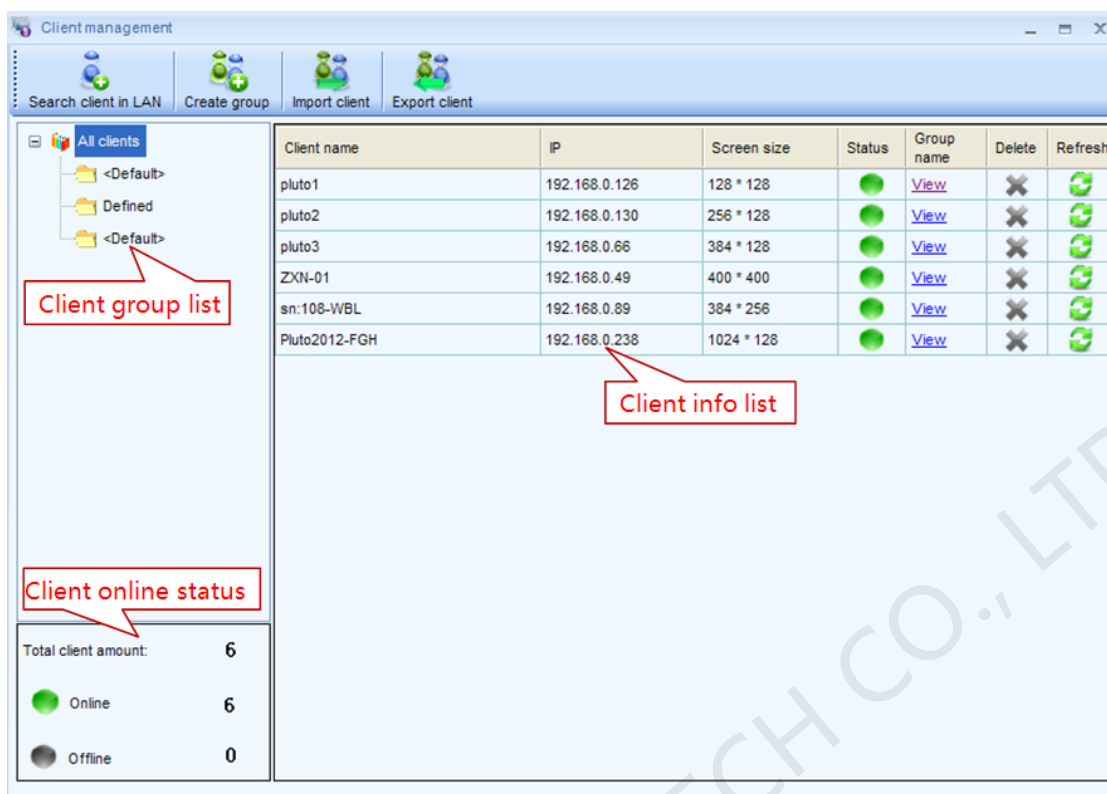 Client management
Search client in LAN Create group Import client Export client
All clients
<Default>
Defined
<Default>
Client group list
Client name IP Screen size Status Group name Delete Refresh
pluto1 192.168.0.126 128 * 128 View
pluto2 192.168.0.130 256 * 128 View
pluto3 192.168.0.66 384 * 128 View
ZXN-01 192.168.0.49 400 * 400 View
sn:108-WBL 192.168.0.89 384 * 256 View
Pluto2012-FGH 192.168.0.238 1024 * 128 View
Client info list
Client online status
Total client amount: 6
Online 6
Offline 0
TECH CO., LTD